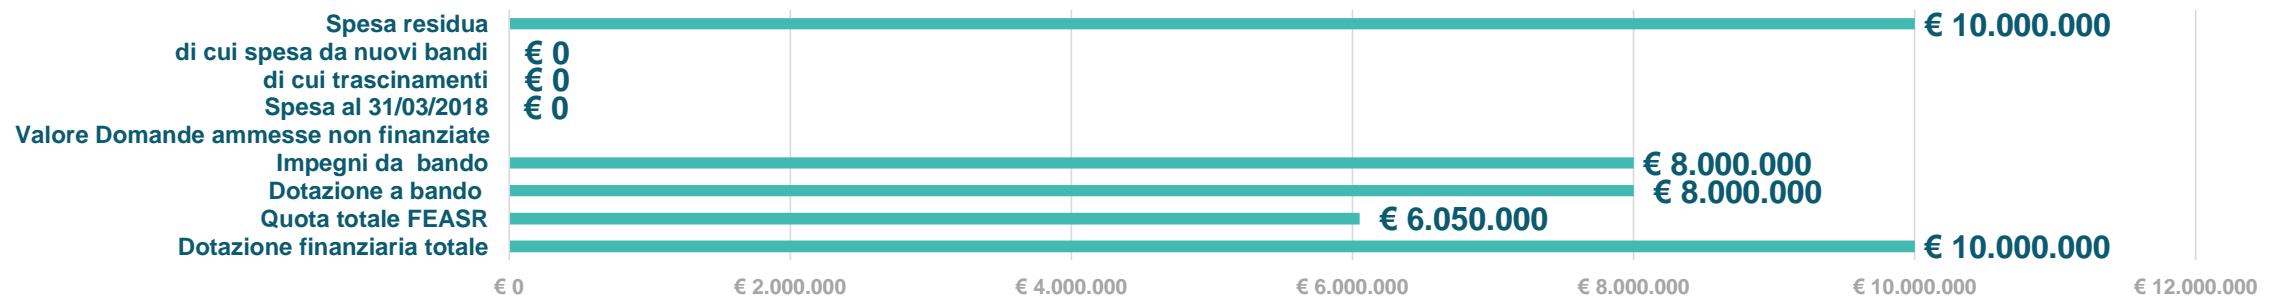 Spesa residua € 10.000.000
di cui spesa da nuovi bandi € 0
di cui trascinamenti € 0
Spesa al 31/03/2018 € 0
Valore Domande ammesse non finanziate
Impegni da  bando € 8.000.000
Dotazione a bando € 8.000.000
Quota totale FEASR € 6.050.000
Dotazione finanziaria totale € 10.000.000
€ 0 € 2.000.000 € 4.000.000 € 6.000.000 € 8.000.000 € 10.000.000 € 12.000.000